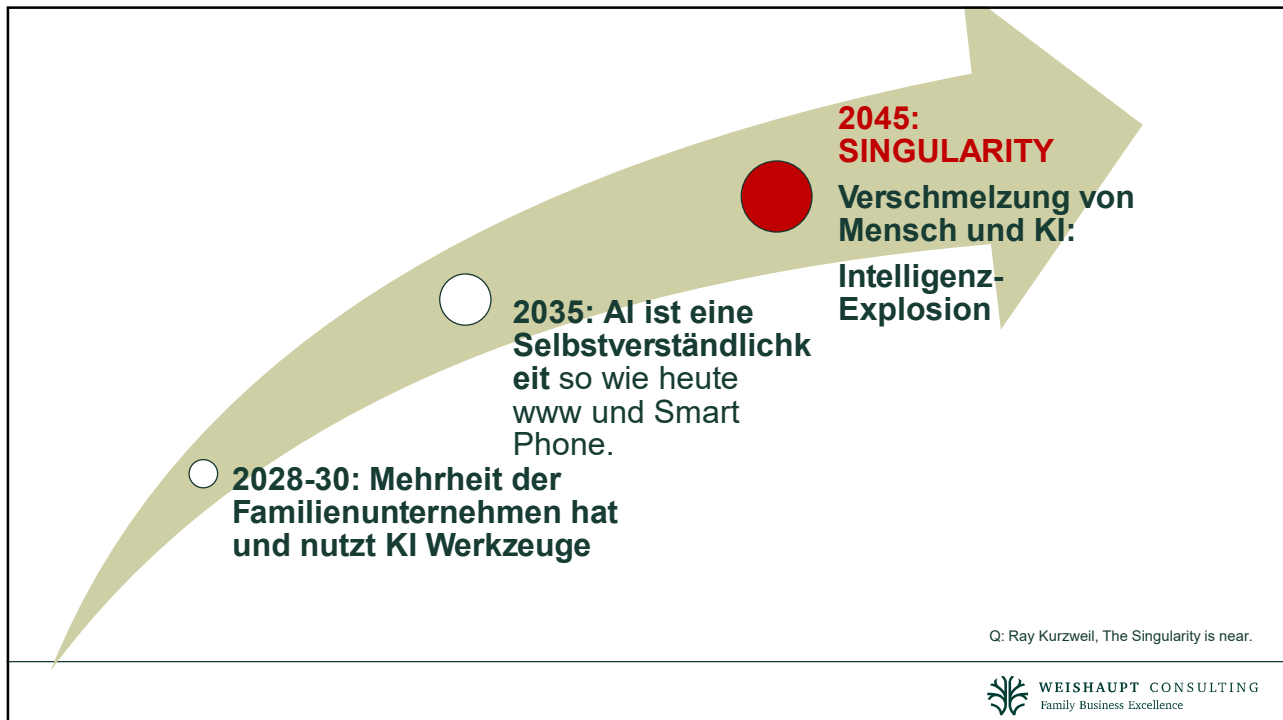 2045:
SINGULARITY
Verschmelzung von
Mensch und KI:
Intelligenz-
Explosion
2035: AI ist eine
Selbstverständlichk
eit so wie heute
www und Smart
Phone.
2028-30: Mehrheit der
Familienunternehmen hat
und nutzt KI Werkzeuge
Q: Ray Kurzweil, The Singularity is near.
WEISHAUPT CONSULTING
Family Business Excellence